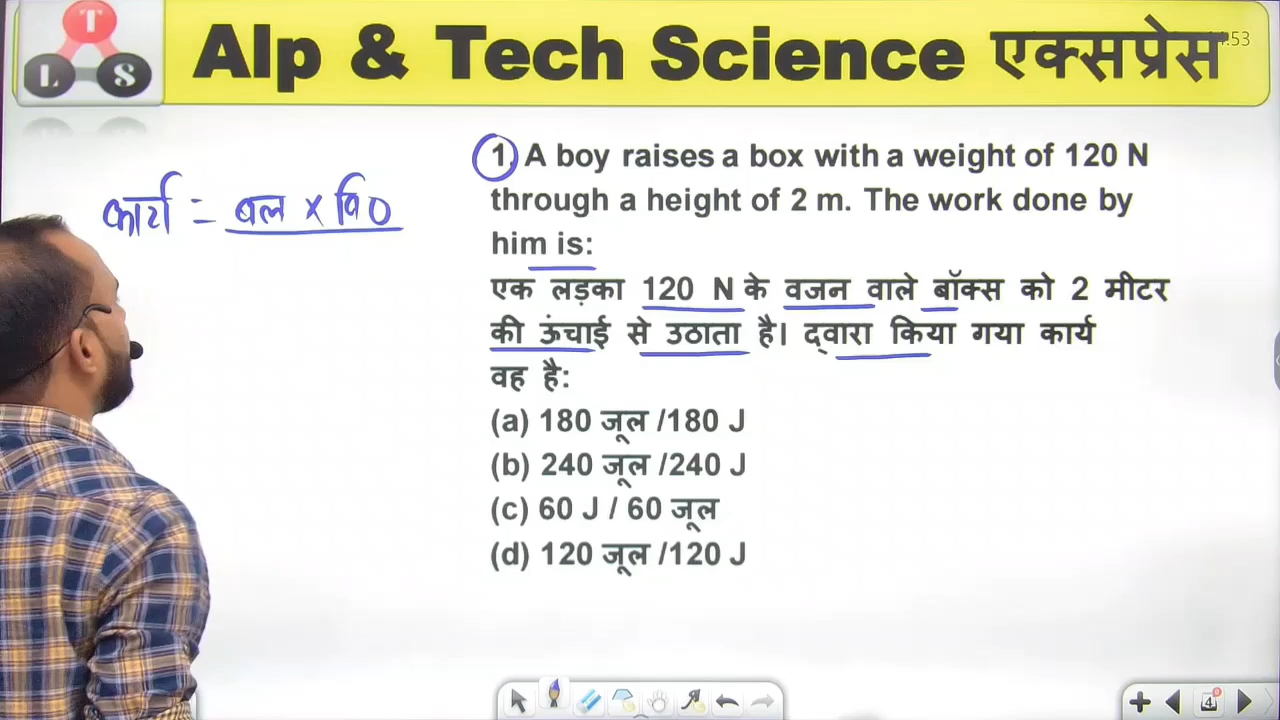 T
L S
Alp & Tech Science एक्सप्रेस
कार्य = बल × वि०
1. A boy raises a box with a weight of 120 N
through a height of 2 m. The work done by
him is:
एक लड़का 120 N के वजन वाले बॉक्स को 2 मीटर
की ऊंचाई से उठाता है। द्वारा किया गया कार्य
वह है:
(a) 180 जूल /180 J
(b) 240 जूल /240 J
(c) 60 J / 60 जूल
(d) 120 जूल /120 J
4